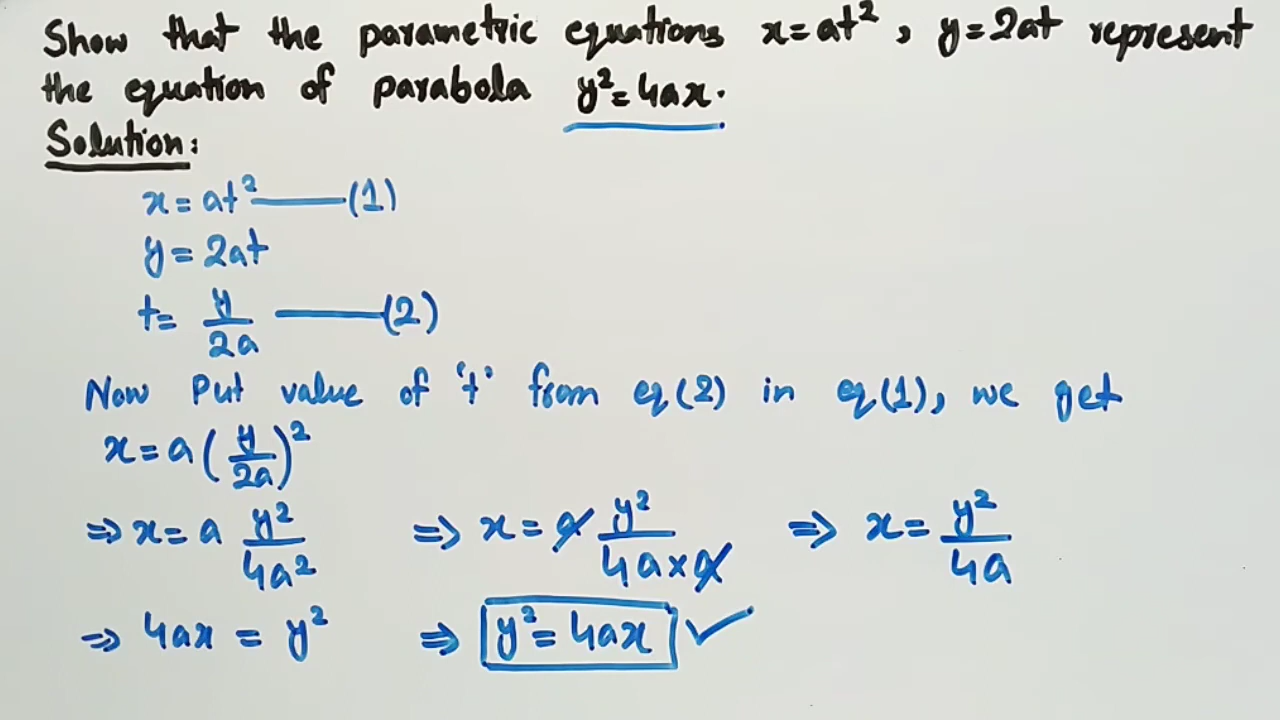 Show that the parametric equations x=at², y=2at represent
the equation of parabola y²=4ax.
Solution:
x=at² —— (1)
y=2at
t= y/2a —— (2)
Now Put value of 't' from eq(2) in eq(1), we get
x=a(y/2a)²
⇒ x=a y²/4a² ⇒ x=a y²/4a×a ⇒ x= y²/4a
⇒ 4ax = y² ⇒ y²=4ax ✓